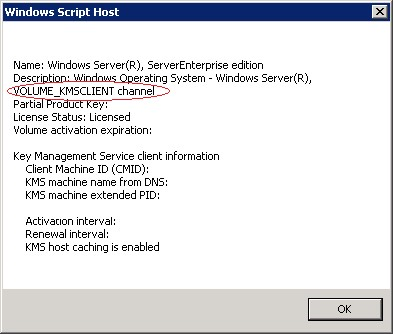 Windows Script Host
Name: Windows Server(R), ServerEnterprise edition
Description: Windows Operating System - Windows Server(R),
VOLUME_KMSCLIENT channel
Partial Product Key:
License Status: Licensed
Volume activation expiration:
Key Management Service client information
Client Machine ID (CMID):
KMS machine name from DNS:
KMS machine extended PID:
Activation interval:
Renewal interval:
KMS host caching is enabled
OK